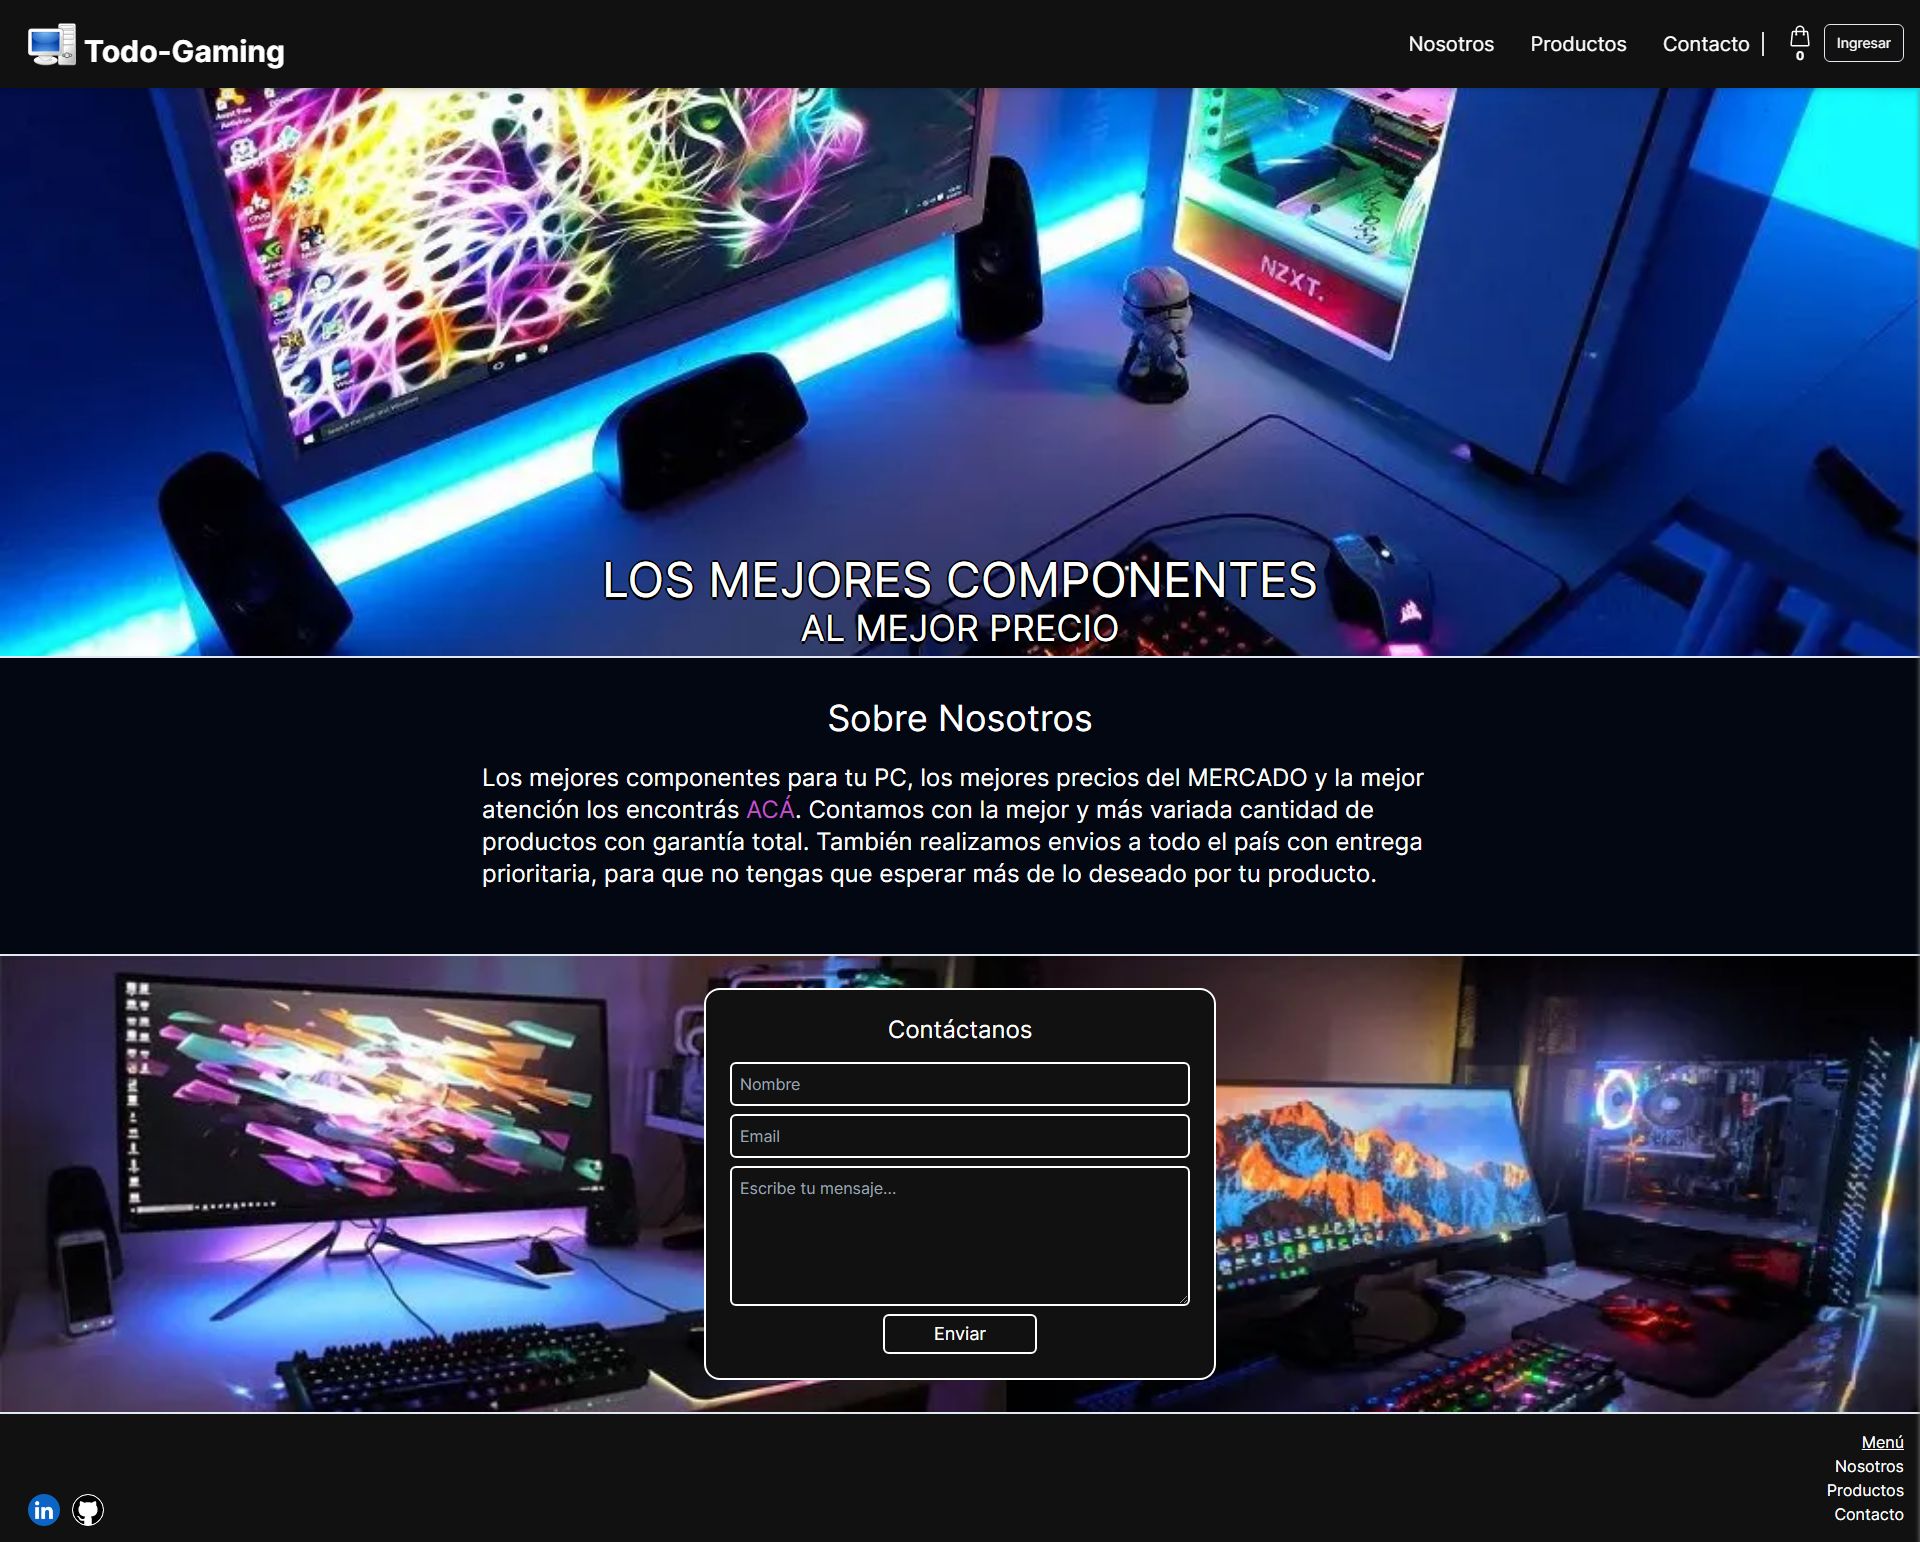 Todo-Gaming
Nosotros
Productos
Contacto
0
Ingresar
NZXT.
LOS MEJORES COMPONENTES
AL MEJOR PRECIO
Sobre Nosotros
Los mejores componentes para tu PC, los mejores precios del MERCADO y la mejor
atención los encontrás ACÁ. Contamos con la mejor y más variada cantidad de
productos con garantía total. También realizamos envios a todo el país con entrega
prioritaria, para que no tengas que esperar más de lo deseado por tu producto.
Contáctanos
Nombre
Email
Escribe tu mensaje...
Enviar
Menú
Nosotros
Productos
Contacto
in